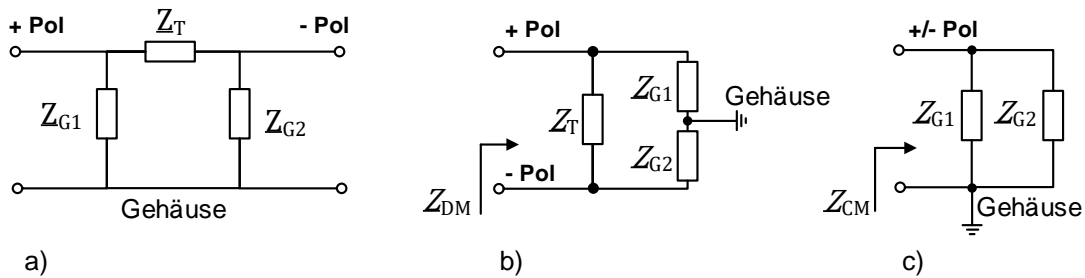 + Pol
Z_T
- Pol
Z_G1
Z_G2
Gehäuse
a)
+ Pol
Z_T
Z_G1
Gehäuse
Z_G2
- Pol
Z_DM
b)
+/- Pol
Z_G1
Z_G2
Z_CM
Gehäuse
c)